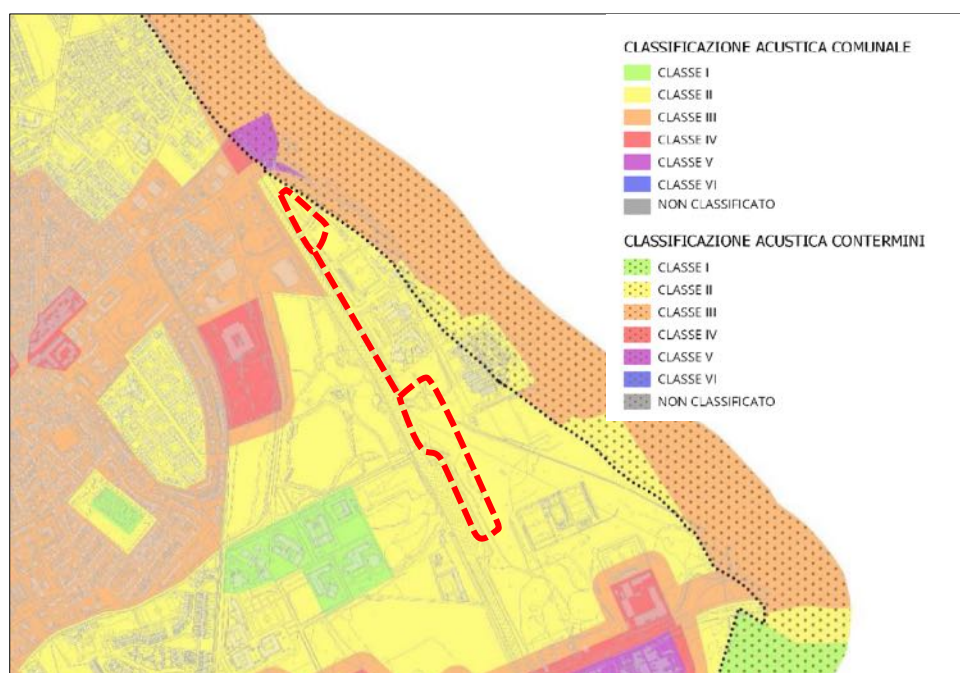 CLASSIFICAZIONE ACUSTICA COMUNALE
CLASSE I
CLASSE II
CLASSE III
CLASSE IV
CLASSE V
CLASSE VI
NON CLASSIFICATO
CLASSIFICAZIONE ACUSTICA CONTERMINI
CLASSE I
CLASSE II
CLASSE III
CLASSE IV
CLASSE V
CLASSE VI
NON CLASSIFICATO